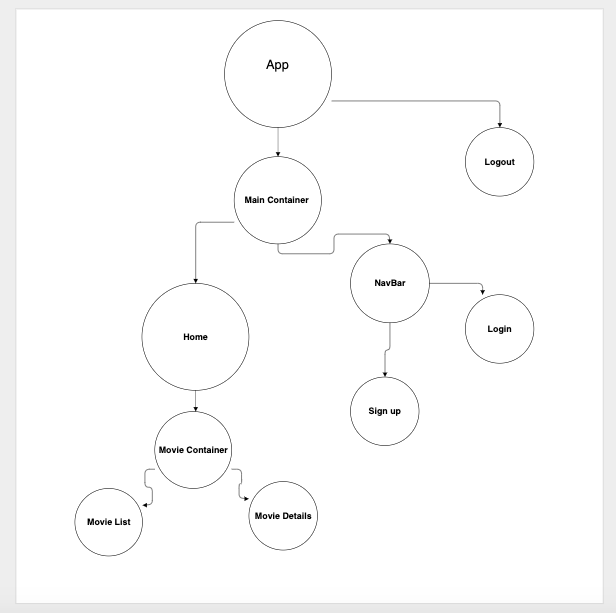 App
Logout
Main Container
NavBar
Login
Home
Sign up
Movie Container
Movie List
Movie Details